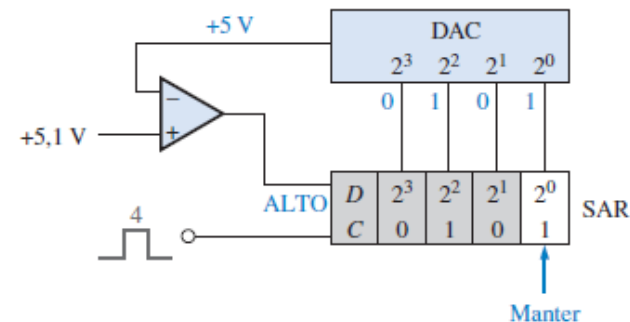 +5 V
DAC
2³ 2² 2¹ 2⁰
0 1 0 1
−
+5,1 V
+
ALTO
D 2³ 2² 2¹ 2⁰
SAR
C 0 1 0 1
4
Manter